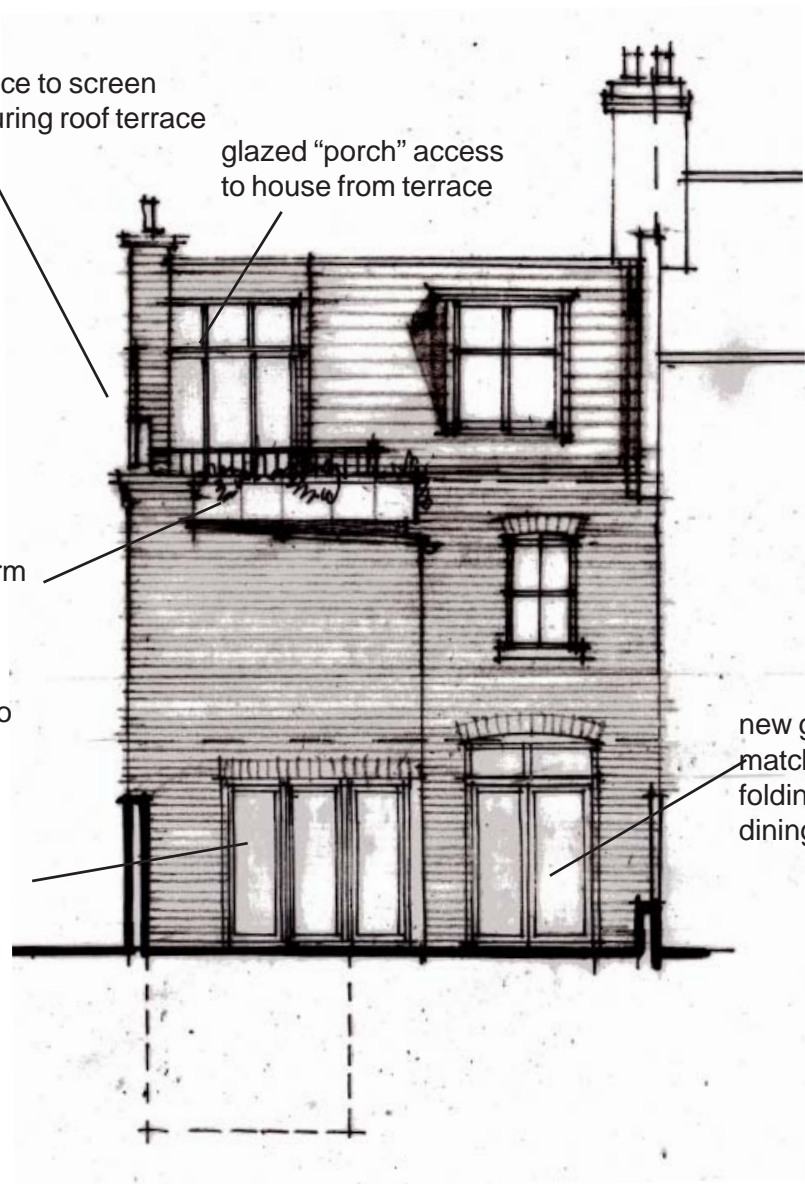 ce to screen
uring roof terrace
glazed “porch” access
to house from terrace
rm
o
new g
match
foldin
dining